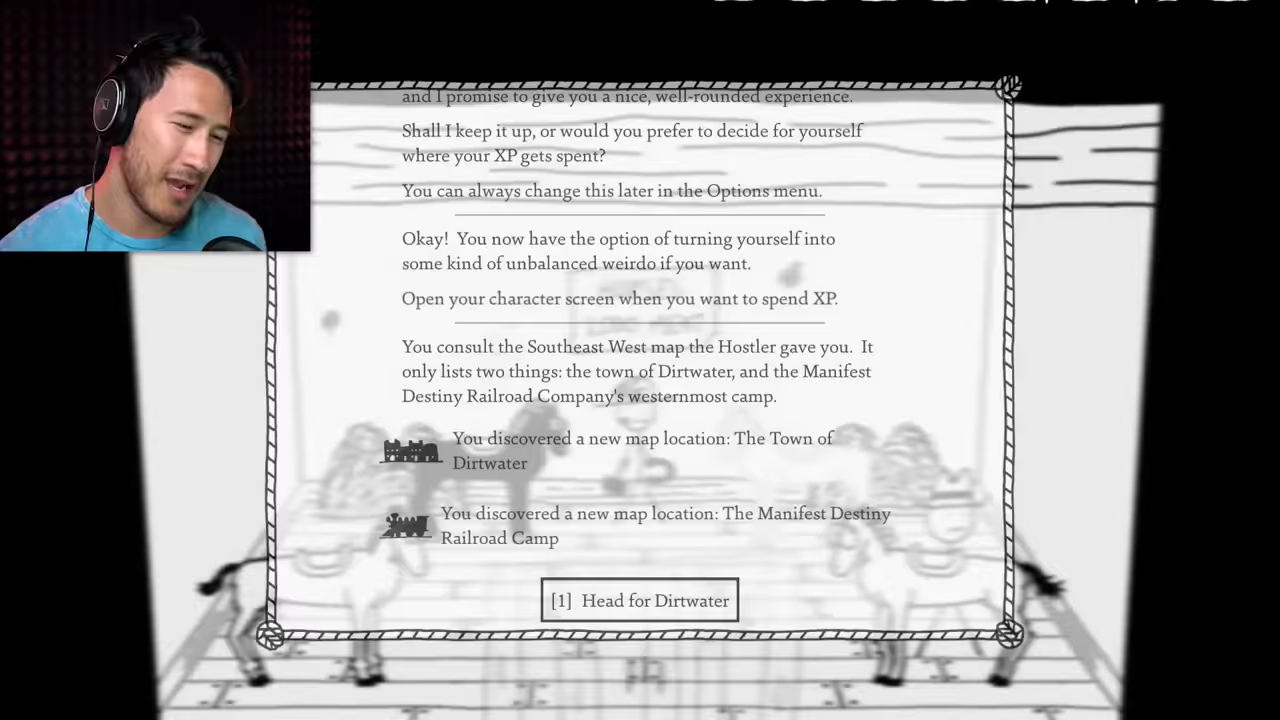 and I promise to give you a nice, well-rounded experience.
Shall I keep it up, or would you prefer to decide for yourself
where your XP gets spent?
You can always change this later in the Options menu.
Okay!  You now have the option of turning yourself into
some kind of unbalanced weirdo if you want.
Open your character screen when you want to spend XP.
You consult the Southeast West map the Hostler gave you.  It
only lists two things: the town of Dirtwater, and the Manifest
Destiny Railroad Company's westernmost camp.
You discovered a new map location: The Town of
Dirtwater
You discovered a new map location: The Manifest Destiny
Railroad Camp
[1]  Head for Dirtwater